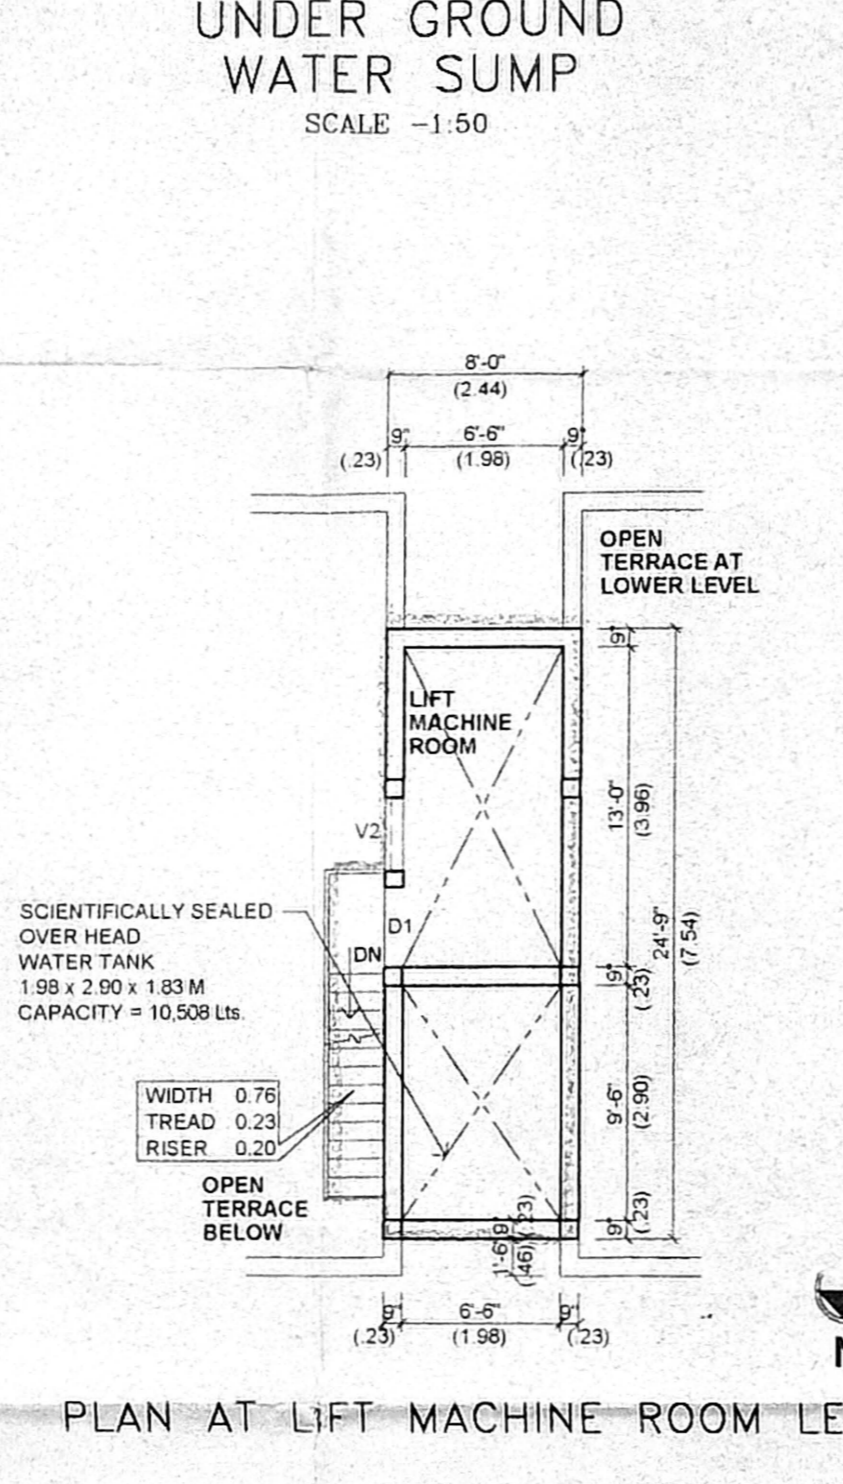 UNDER GROUND
WATER SUMP
SCALE -1:50
8'-0"
(2.44)
9" 6'-6" 9"
(.23) (1.98) (.23)
OPEN
TERRACE AT
LOWER LEVEL
9"
LIFT
MACHINE
ROOM
13'-0"
(3.96)
V2
SCIENTIFICALLY SEALED
OVER HEAD
WATER TANK
1.98 x 2.90 x 1.83 M
CAPACITY = 10,508 Lts.
D1
DN
24'-9"
(7.54)
9"
(.23)
WIDTH 0.76
TREAD 0.23
RISER 0.20
9'-6"
(2.90)
OPEN
TERRACE
BELOW
9"
(.23)
1'-6"
(.46)
9"
(.23)
9" 6'-6" 9"
(.23) (1.98) (.23)
N
PLAN AT LIFT MACHINE ROOM LE